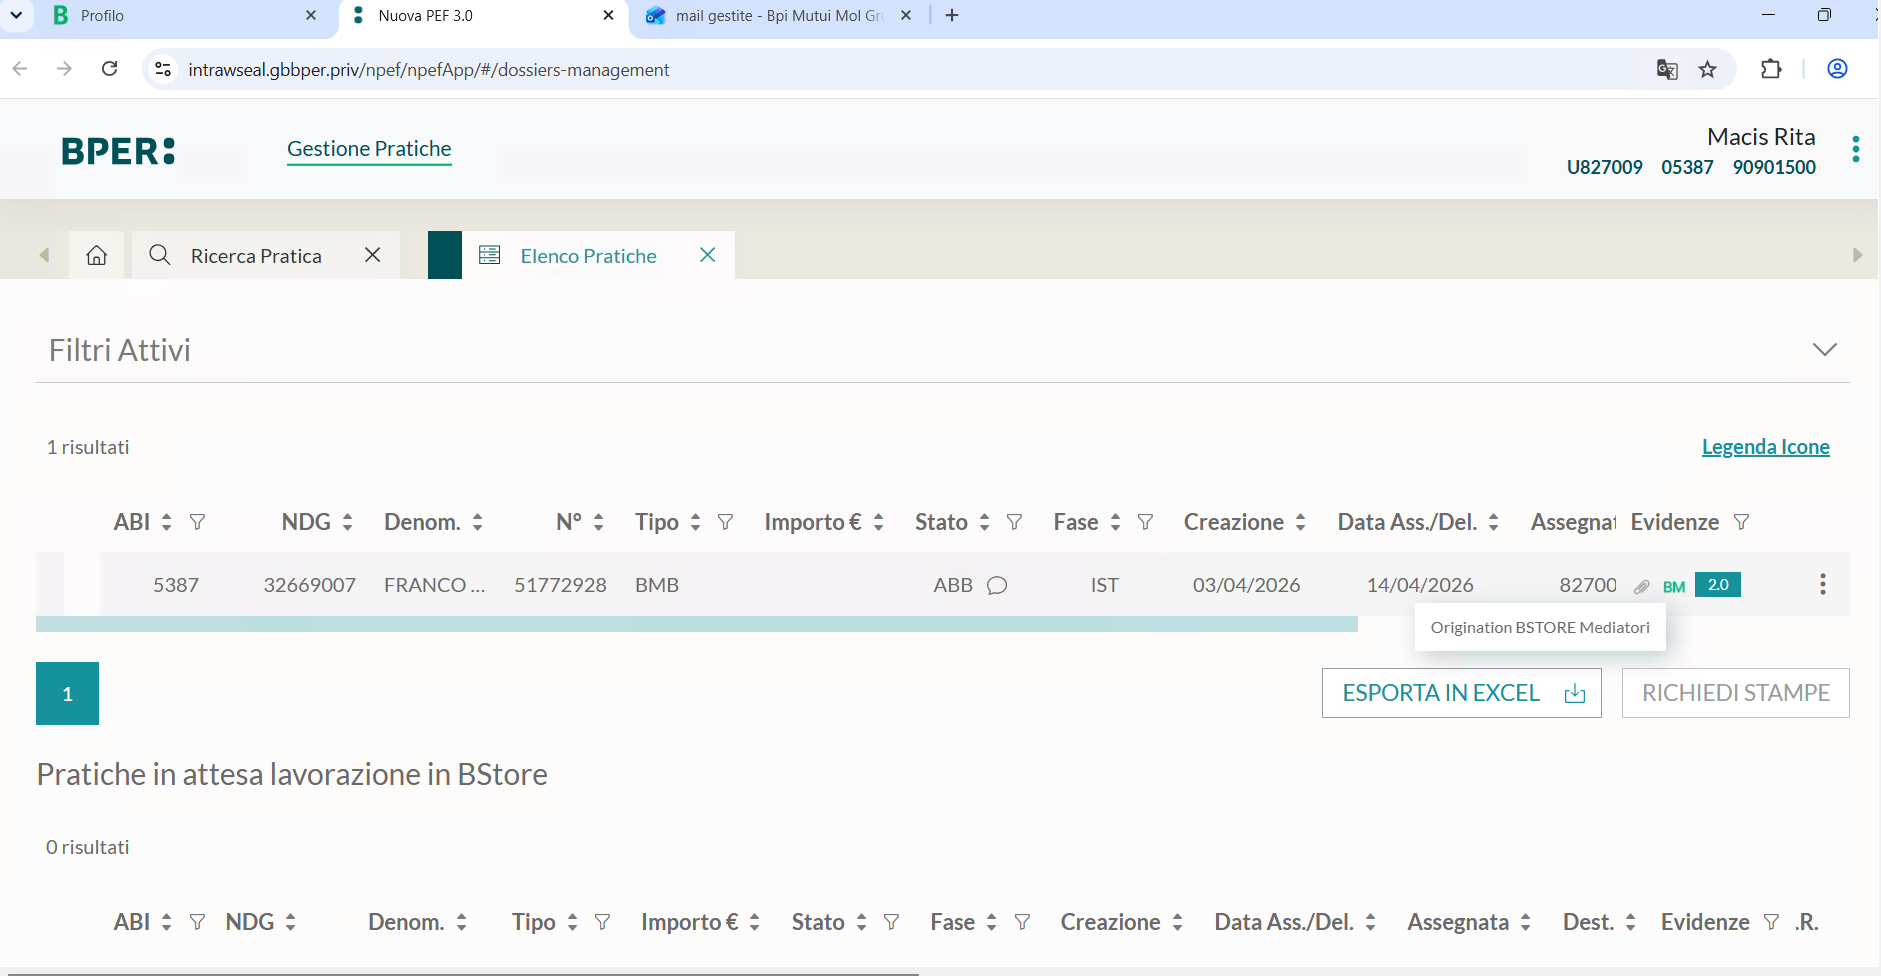 Profilo
Nuova PEF 3.0
mail gestite - Bpi Mutui Mol Gr
intrawseal.gbbper.priv/npef/npefApp/#/dossiers-management
BPER:
Gestione Pratiche
Macis Rita
U827009 05387 90901500
Ricerca Pratica
Elenco Pratiche
Filtri Attivi
1 risultati
Legenda Icone
ABI NDG Denom. N° Tipo Importo € Stato Fase Creazione Data Ass./Del. Assegnat Evidenze
5387 32669007 FRANCO ... 51772928 BMB ABB IST 03/04/2026 14/04/2026 82700 BM 2.0
Origination BSTORE Mediatori
1
ESPORTA IN EXCEL
RICHIEDI STAMPE
Pratiche in attesa lavorazione in BStore
0 risultati
ABI NDG Denom. Tipo Importo € Stato Fase Creazione Data Ass./Del. Assegnata Dest. Evidenze .R.